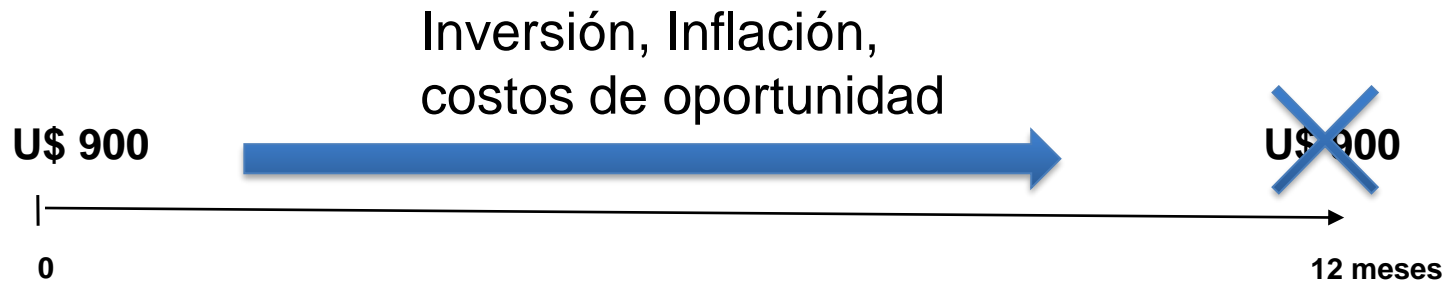 Inversión, Inflación,
costos de oportunidad
U$ 900
U$ 900
0
12 meses